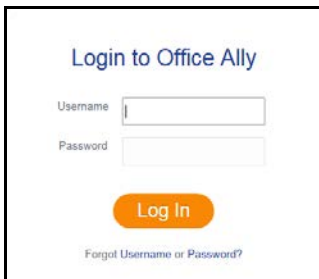 Login to Office Ally
Username
Password
Log In
Forgot Username or Password?